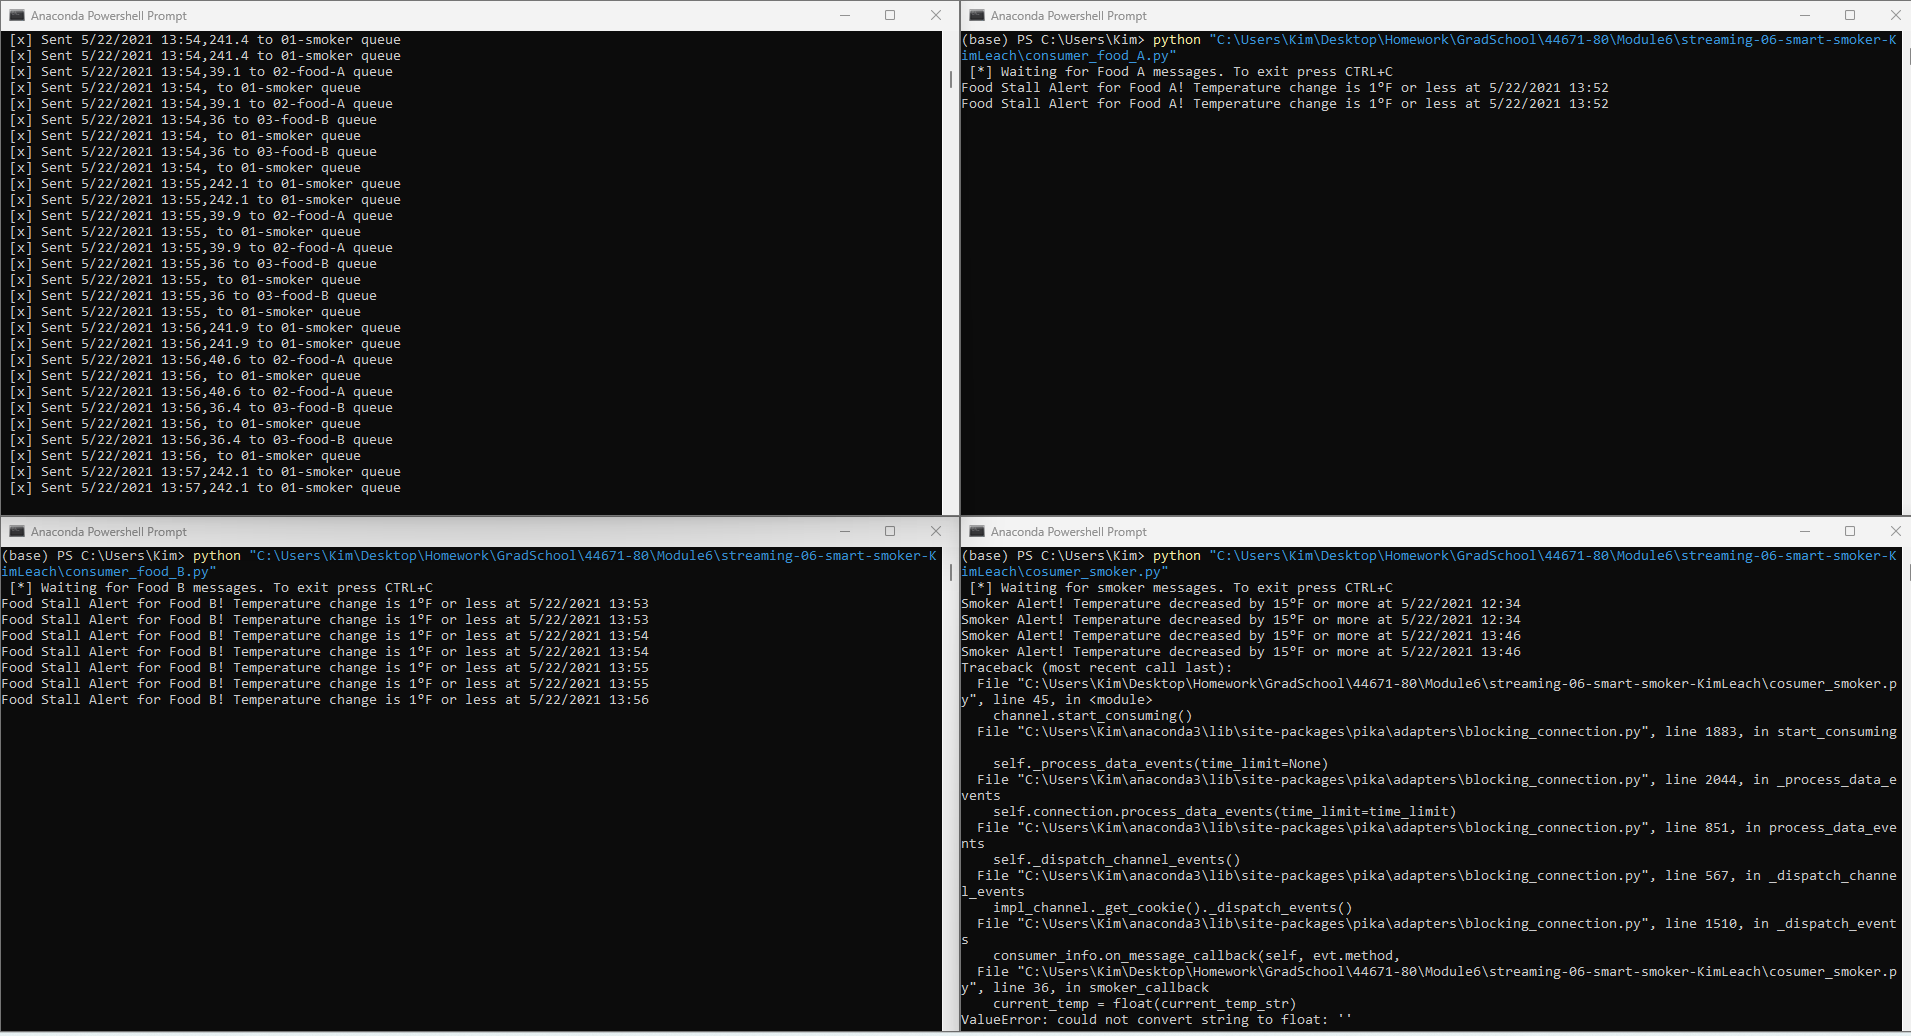 Anaconda Powershell Prompt
[x] Sent 5/22/2021 13:54,241.4 to 01-smoker queue
[x] Sent 5/22/2021 13:54,241.4 to 01-smoker queue
[x] Sent 5/22/2021 13:54,39.1 to 02-food-A queue
[x] Sent 5/22/2021 13:54, to 01-smoker queue
[x] Sent 5/22/2021 13:54,39.1 to 02-food-A queue
[x] Sent 5/22/2021 13:54,36 to 03-food-B queue
[x] Sent 5/22/2021 13:54, to 01-smoker queue
[x] Sent 5/22/2021 13:54,36 to 03-food-B queue
[x] Sent 5/22/2021 13:54, to 01-smoker queue
[x] Sent 5/22/2021 13:55,242.1 to 01-smoker queue
[x] Sent 5/22/2021 13:55,242.1 to 01-smoker queue
[x] Sent 5/22/2021 13:55,39.9 to 02-food-A queue
[x] Sent 5/22/2021 13:55, to 01-smoker queue
[x] Sent 5/22/2021 13:55,39.9 to 02-food-A queue
[x] Sent 5/22/2021 13:55,36 to 03-food-B queue
[x] Sent 5/22/2021 13:55, to 01-smoker queue
[x] Sent 5/22/2021 13:55,36 to 03-food-B queue
[x] Sent 5/22/2021 13:55, to 01-smoker queue
[x] Sent 5/22/2021 13:56,241.9 to 01-smoker queue
[x] Sent 5/22/2021 13:56,241.9 to 01-smoker queue
[x] Sent 5/22/2021 13:56,40.6 to 02-food-A queue
[x] Sent 5/22/2021 13:56, to 01-smoker queue
[x] Sent 5/22/2021 13:56,40.6 to 02-food-A queue
[x] Sent 5/22/2021 13:56,36.4 to 03-food-B queue
[x] Sent 5/22/2021 13:56, to 01-smoker queue
[x] Sent 5/22/2021 13:56,36.4 to 03-food-B queue
[x] Sent 5/22/2021 13:56, to 01-smoker queue
[x] Sent 5/22/2021 13:57,242.1 to 01-smoker queue
[x] Sent 5/22/2021 13:57,242.1 to 01-smoker queue
Anaconda Powershell Prompt
(base) PS C:\Users\Kim> python "C:\Users\Kim\Desktop\Homework\GradSchool\44671-80\Module6\streaming-06-smart-smoker-K
imLeach\consumer_food_A.py"
[*] Waiting for Food A messages. To exit press CTRL+C
Food Stall Alert for Food A! Temperature change is 1°F or less at 5/22/2021 13:52
Food Stall Alert for Food A! Temperature change is 1°F or less at 5/22/2021 13:52
Anaconda Powershell Prompt
(base) PS C:\Users\Kim> python "C:\Users\Kim\Desktop\Homework\GradSchool\44671-80\Module6\streaming-06-smart-smoker-K
imLeach\consumer_food_B.py"
[*] Waiting for Food B messages. To exit press CTRL+C
Food Stall Alert for Food B! Temperature change is 1°F or less at 5/22/2021 13:53
Food Stall Alert for Food B! Temperature change is 1°F or less at 5/22/2021 13:53
Food Stall Alert for Food B! Temperature change is 1°F or less at 5/22/2021 13:54
Food Stall Alert for Food B! Temperature change is 1°F or less at 5/22/2021 13:54
Food Stall Alert for Food B! Temperature change is 1°F or less at 5/22/2021 13:55
Food Stall Alert for Food B! Temperature change is 1°F or less at 5/22/2021 13:55
Food Stall Alert for Food B! Temperature change is 1°F or less at 5/22/2021 13:56
Anaconda Powershell Prompt
(base) PS C:\Users\Kim> python "C:\Users\Kim\Desktop\Homework\GradSchool\44671-80\Module6\streaming-06-smart-smoker-K
imLeach\cosumer_smoker.py"
[*] Waiting for smoker messages. To exit press CTRL+C
Smoker Alert! Temperature decreased by 15°F or more at 5/22/2021 12:34
Smoker Alert! Temperature decreased by 15°F or more at 5/22/2021 12:34
Smoker Alert! Temperature decreased by 15°F or more at 5/22/2021 13:46
Smoker Alert! Temperature decreased by 15°F or more at 5/22/2021 13:46
Traceback (most recent call last):
File "C:\Users\Kim\Desktop\Homework\GradSchool\44671-80\Module6\streaming-06-smart-smoker-KimLeach\cosumer_smoker.p
y", line 45, in <module>
channel.start_consuming()
File "C:\Users\Kim\anaconda3\lib\site-packages\pika\adapters\blocking_connection.py", line 1883, in start_consuming
self._process_data_events(time_limit=None)
File "C:\Users\Kim\anaconda3\lib\site-packages\pika\adapters\blocking_connection.py", line 2044, in _process_data_e
vents
self.connection.process_data_events(time_limit=time_limit)
File "C:\Users\Kim\anaconda3\lib\site-packages\pika\adapters\blocking_connection.py", line 851, in process_data_eve
nts
self._dispatch_channel_events()
File "C:\Users\Kim\anaconda3\lib\site-packages\pika\adapters\blocking_connection.py", line 567, in _dispatch_channe
l_events
impl_channel._get_cookie()._dispatch_events()
File "C:\Users\Kim\anaconda3\lib\site-packages\pika\adapters\blocking_connection.py", line 1510, in _dispatch_event
s
consumer_info.on_message_callback(self, evt.method,
File "C:\Users\Kim\Desktop\Homework\GradSchool\44671-80\Module6\streaming-06-smart-smoker-KimLeach\cosumer_smoker.p
y", line 36, in smoker_callback
current_temp = float(current_temp_str)
ValueError: could not convert string to float: ''